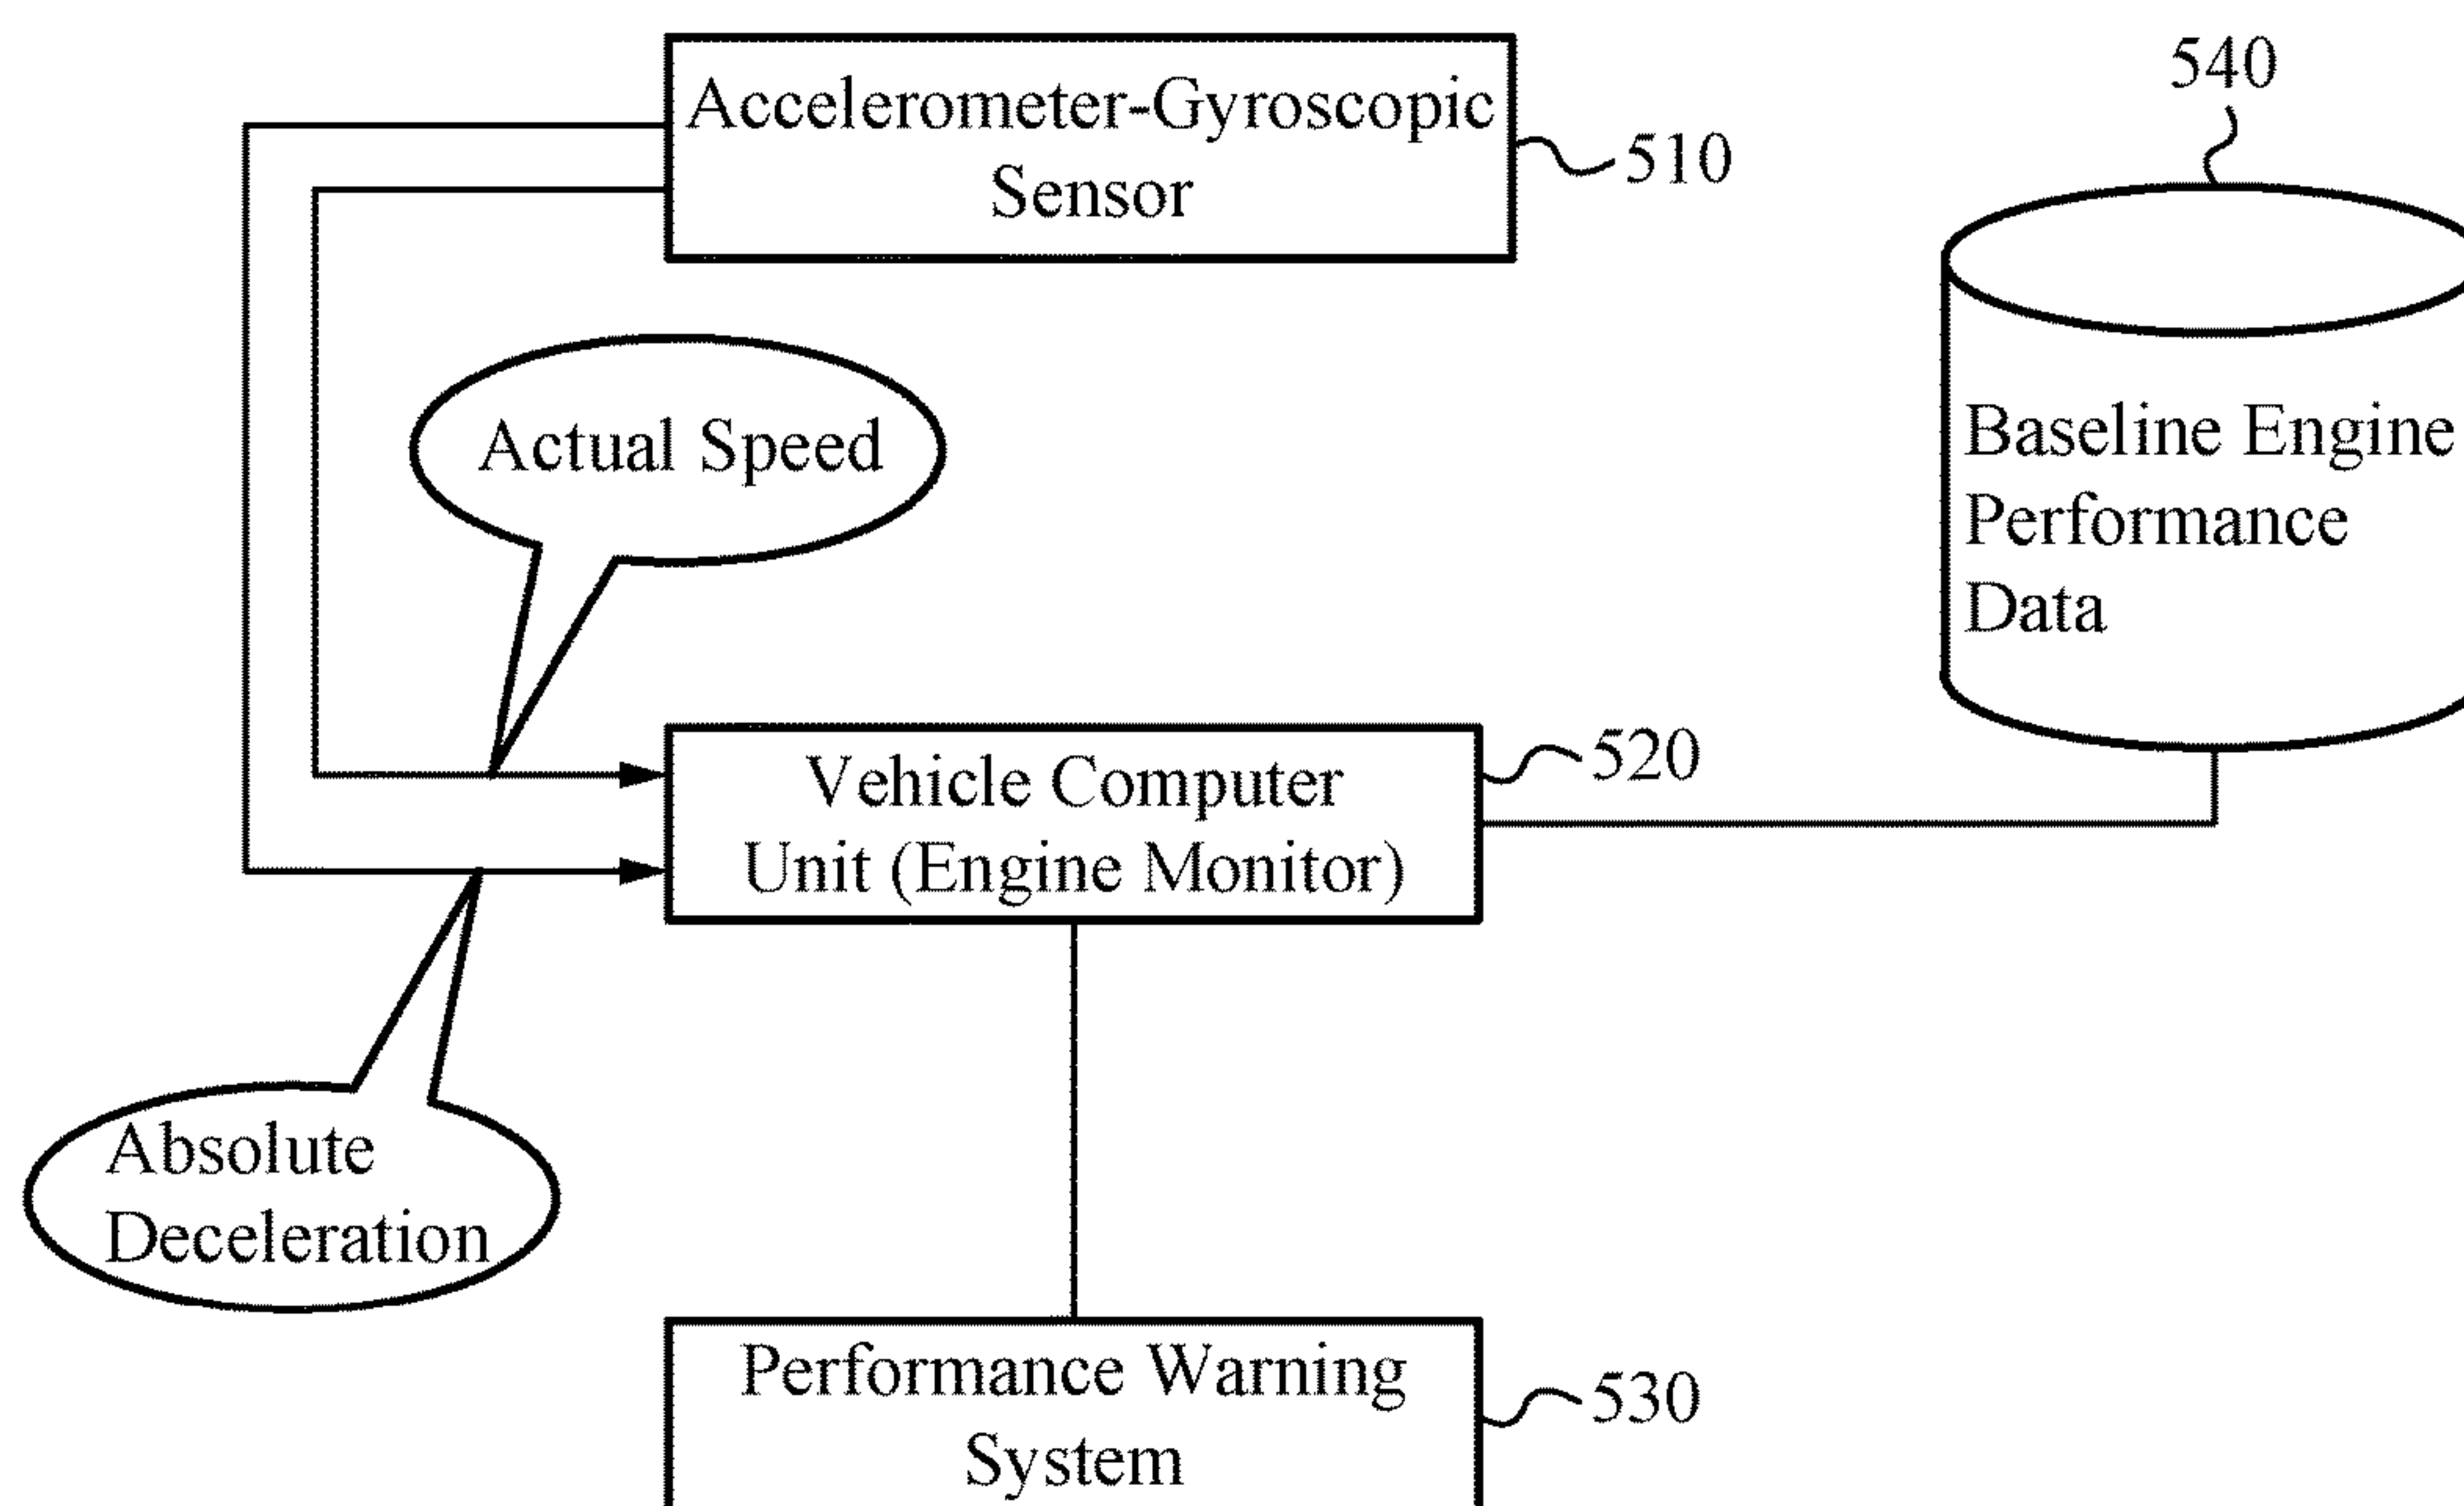 Accelerometer-Gyroscopic
Sensor
510
540
Actual Speed
Baseline Engine
Performance
Data
Vehicle Computer
Unit (Engine Monitor)
520
Absolute
Deceleration
Performance Warning
System
530